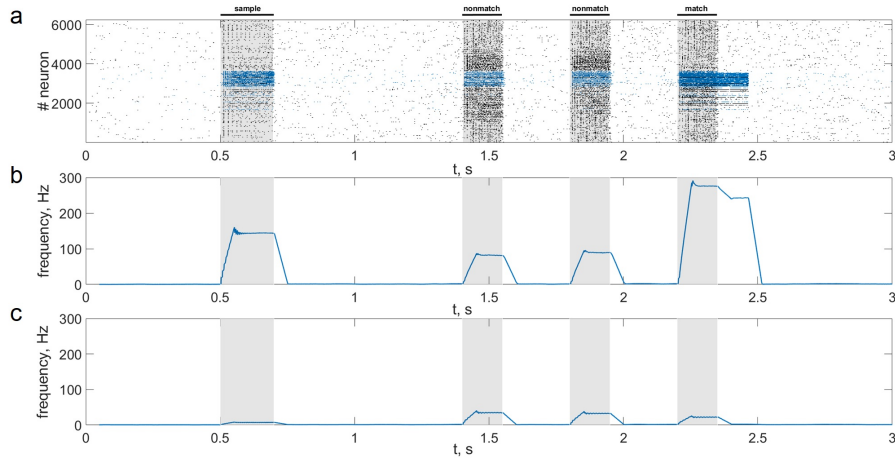 sample nonmatch nonmatch match
a
6000
4000
2000
# neuron
0 0.5 1 1.5 2 2.5 3
t, s
b
300
200
100
0
frequency, Hz
0 0.5 1 1.5 2 2.5 3
t, s
c
300
200
100
0
frequency, Hz
0 0.5 1 1.5 2 2.5 3
t, s